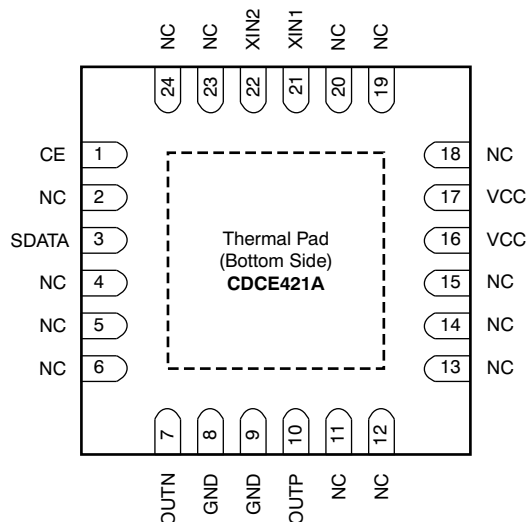 NC NC XIN2 XIN1 NC NC
24 23 22 21 20 19
CE 1 18 NC
NC 2 17 VCC
SDATA 3 16 VCC
Thermal Pad
(Bottom Side)
CDCE421A
NC 4 15 NC
NC 5 14 NC
NC 6 13 NC
7 8 9 10 11 12
OUTN GND GND OUTP NC NC